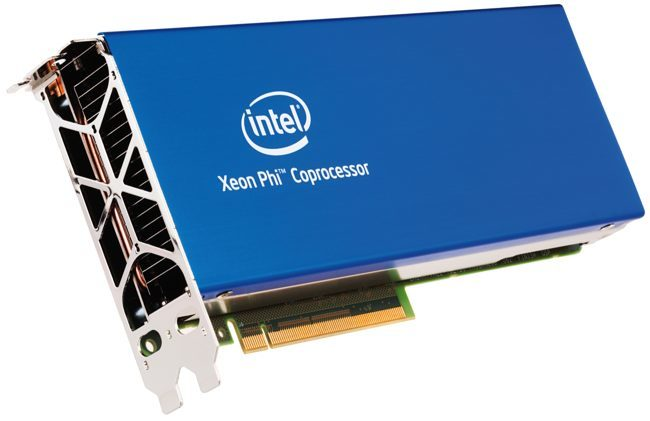 intel
Xeon Phi™ Coprocessor